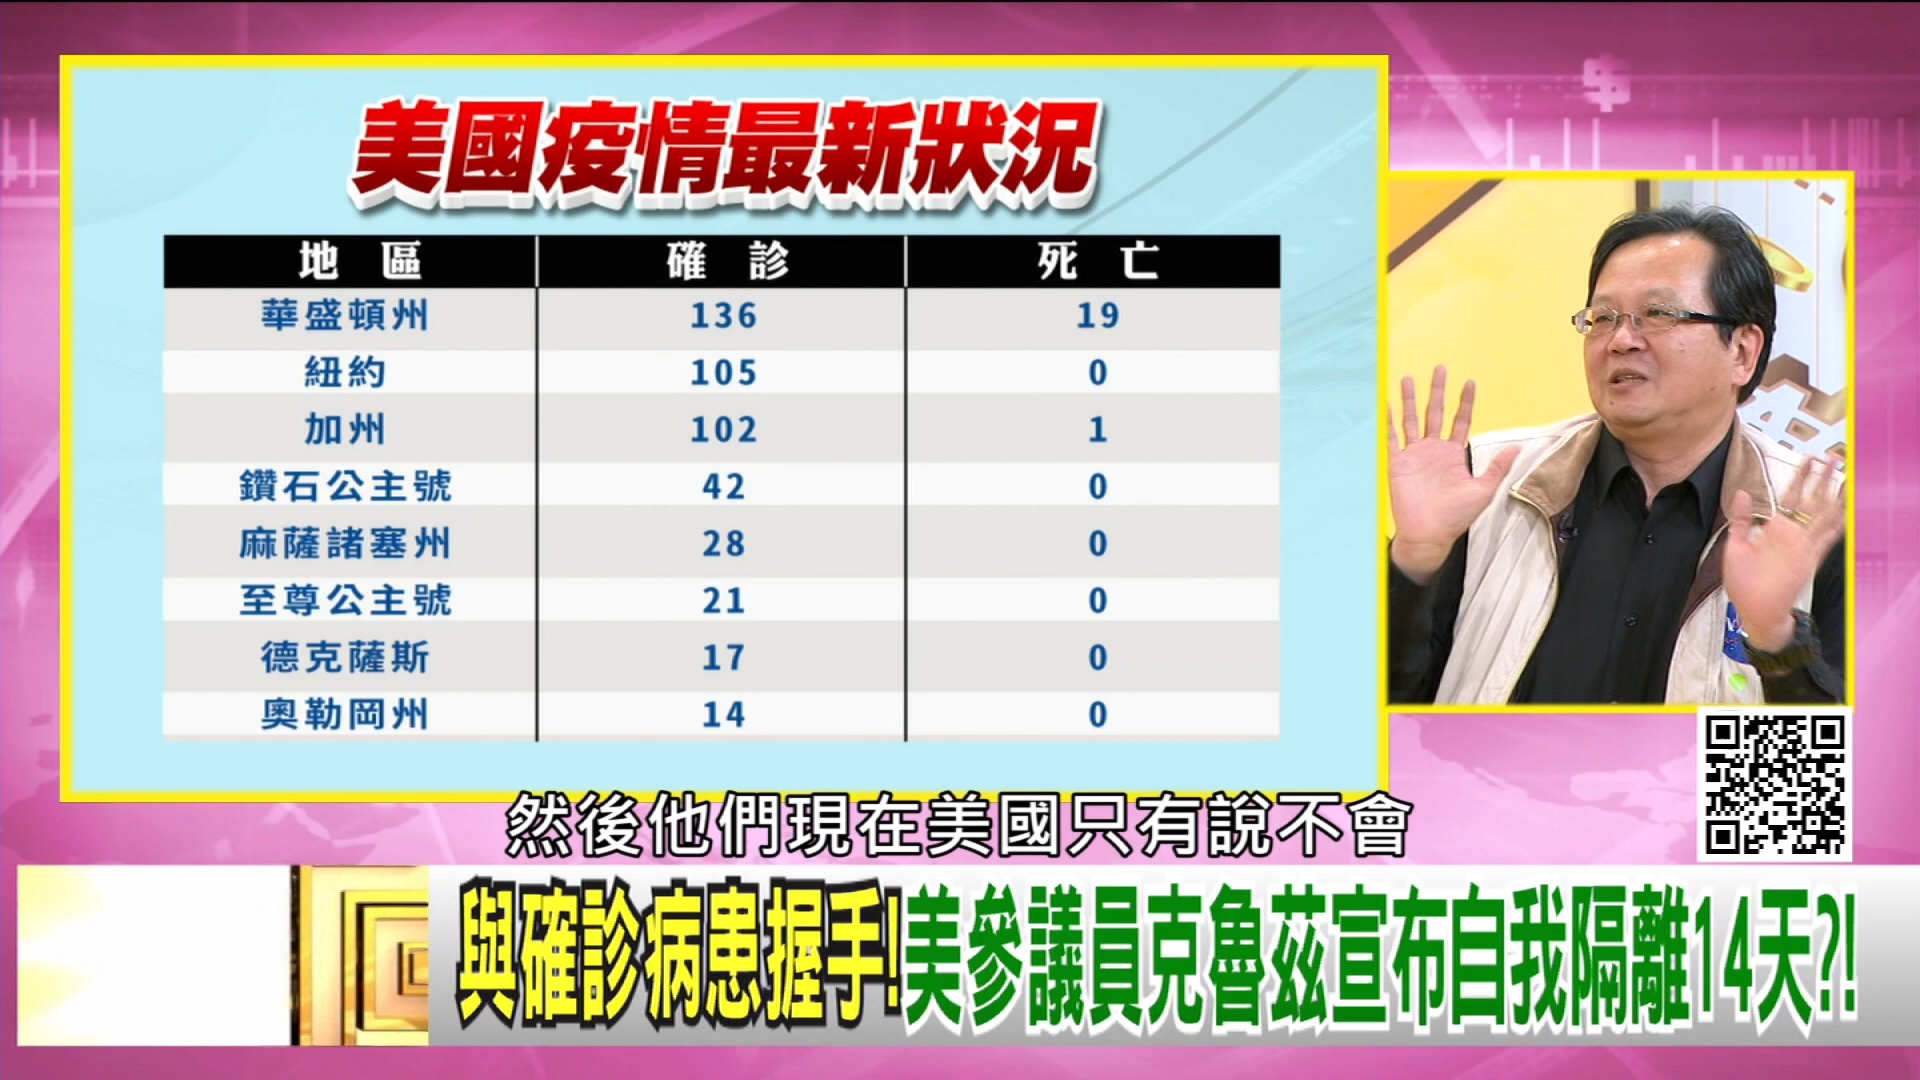 美國疫情最新狀況
地區 確診 死亡
華盛頓州 136 19
紐約 105 0
加州 102 1
鑽石公主號 42 0
麻薩諸塞州 28 0
至尊公主號 21 0
德克薩斯 17 0
奧勒岡州 14 0
然後他們現在美國只有說不會
與確診病患握手!美參議員克魯茲宣布自我隔離14天?!